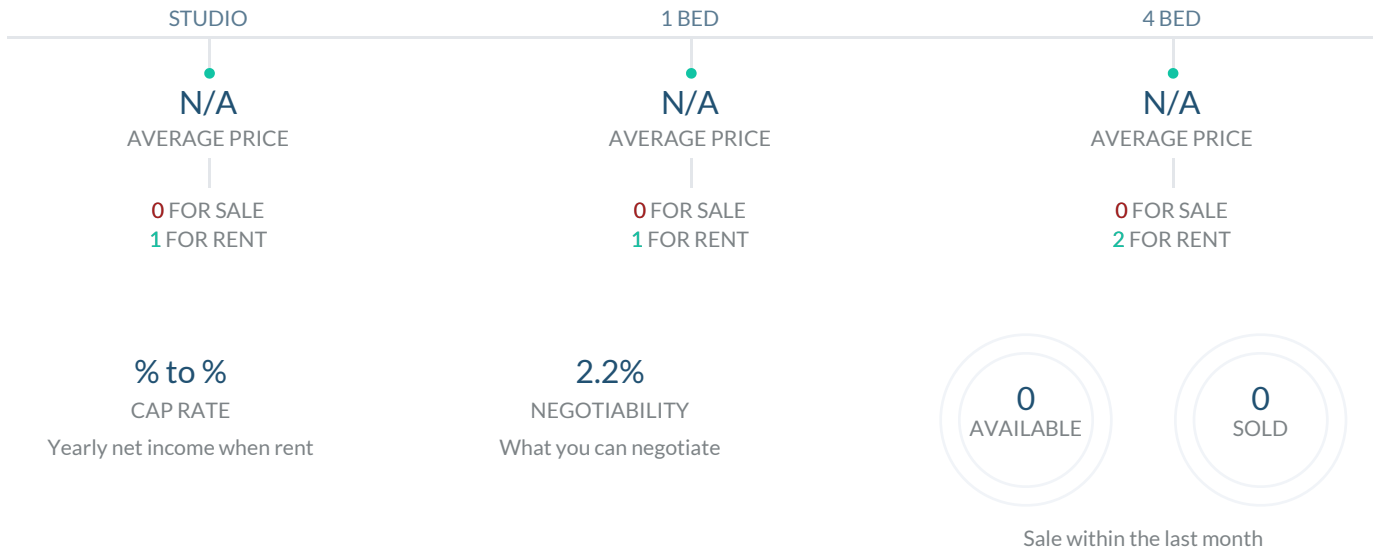 STUDIO
1 BED
4 BED
N/A
AVERAGE PRICE
0 FOR SALE
1 FOR RENT
N/A
AVERAGE PRICE
0 FOR SALE
1 FOR RENT
N/A
AVERAGE PRICE
0 FOR SALE
2 FOR RENT
% to %
CAP RATE
Yearly net income when rent
2.2%
NEGOTIABILITY
What you can negotiate
0
AVAILABLE
0
SOLD
Sale within the last month